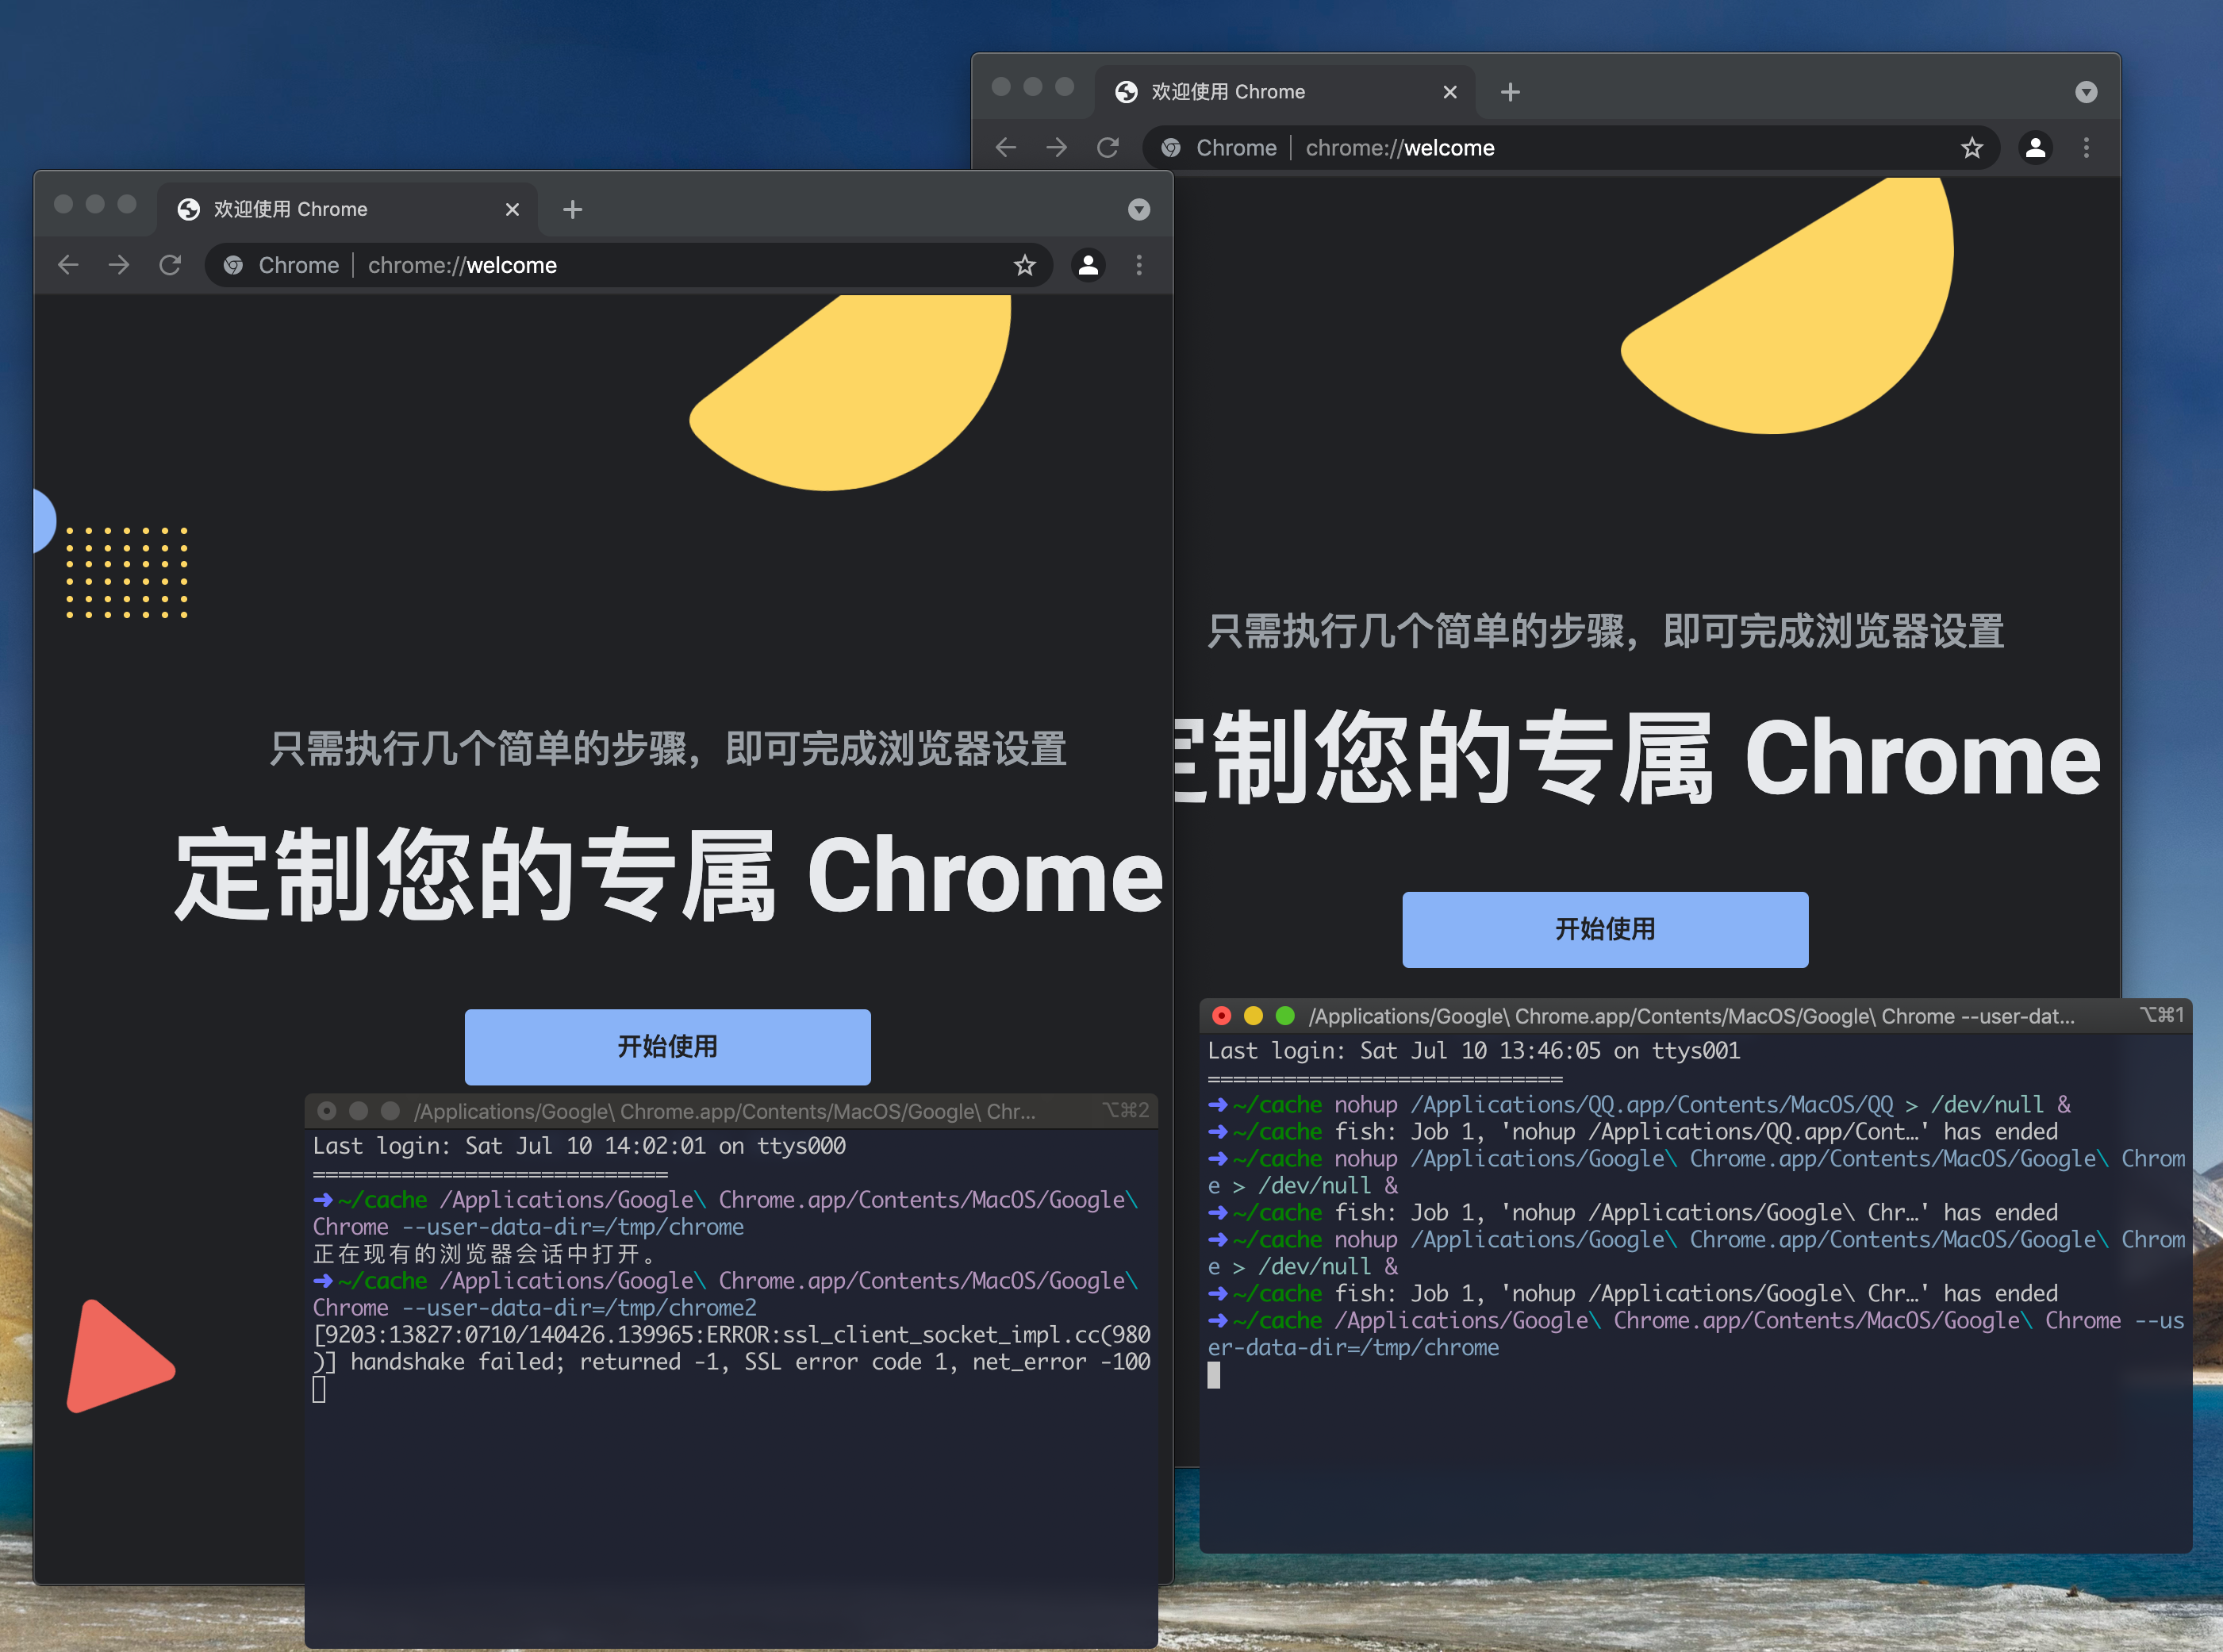 欢迎使用 Chrome
Chrome | chrome://welcome
只需执行几个简单的步骤，即可完成浏览器设置
制您的专属 Chrome
开始使用
欢迎使用 Chrome
Chrome | chrome://welcome
只需执行几个简单的步骤，即可完成浏览器设置
定制您的专属 Chrome
开始使用
/Applications/Google\ Chrome.app/Contents/MacOS/Google\ Chr... ⌥⌘2
Last login: Sat Jul 10 14:02:01 on ttys000
============================
➜ ~/cache /Applications/Google\ Chrome.app/Contents/MacOS/Google\
Chrome --user-data-dir=/tmp/chrome
正在现有的浏览器会话中打开。
➜ ~/cache /Applications/Google\ Chrome.app/Contents/MacOS/Google\
Chrome --user-data-dir=/tmp/chrome2
[9203:13827:0710/140426.139965:ERROR:ssl_client_socket_impl.cc(980
)] handshake failed; returned -1, SSL error code 1, net_error -100
/Applications/Google\ Chrome.app/Contents/MacOS/Google\ Chrome --user-dat... ⌥⌘1
Last login: Sat Jul 10 13:46:05 on ttys001
============================
➜ ~/cache nohup /Applications/QQ.app/Contents/MacOS/QQ > /dev/null &
➜ ~/cache fish: Job 1, 'nohup /Applications/QQ.app/Cont…' has ended
➜ ~/cache nohup /Applications/Google\ Chrome.app/Contents/MacOS/Google\ Chrom
e > /dev/null &
➜ ~/cache fish: Job 1, 'nohup /Applications/Google\ Chr…' has ended
➜ ~/cache nohup /Applications/Google\ Chrome.app/Contents/MacOS/Google\ Chrom
e > /dev/null &
➜ ~/cache fish: Job 1, 'nohup /Applications/Google\ Chr…' has ended
➜ ~/cache /Applications/Google\ Chrome.app/Contents/MacOS/Google\ Chrome --us
er-data-dir=/tmp/chrome